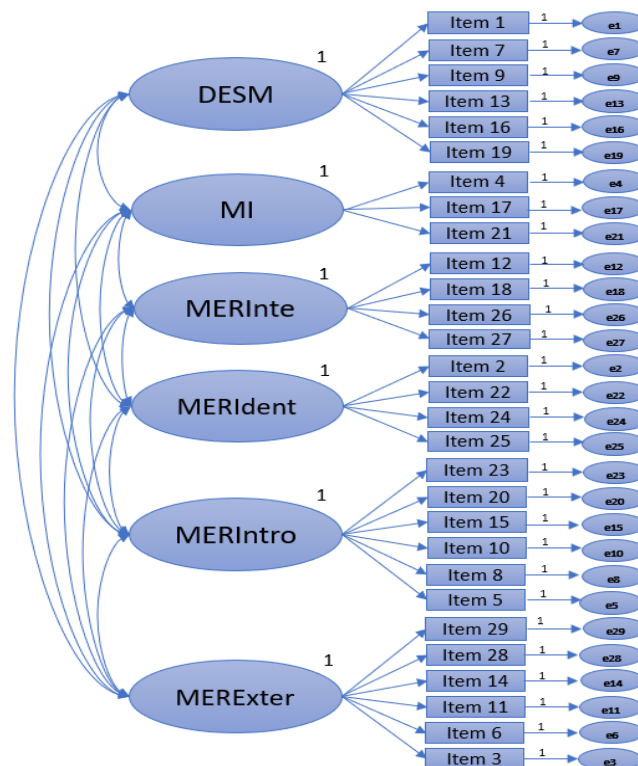 Item 1 1 e1
1
Item 7 1 e7
Item 9 1 e9
DESM
Item 13 1 e13
Item 16 1 e16
Item 19 1 e19
1
Item 4 1 e4
MI
Item 17 1 e17
Item 21 1 e21
1
Item 12 1 e12
Item 18 1 e18
MERInte
Item 26 1 e26
Item 27 1 e27
1
Item 2 1 e2
Item 22 1 e22
MERIdent
Item 24 1 e24
Item 25 1 e25
1
Item 23 1 e23
Item 20 1 e20
Item 15 1 e15
MERIntro
Item 10 1 e10
Item 8 1 e8
Item 5 1 e5
Item 29 1 e29
1
Item 28 1 e28
Item 14 1 e14
MERExter
Item 11 1 e11
Item 6 1 e6
Item 3 1 e3